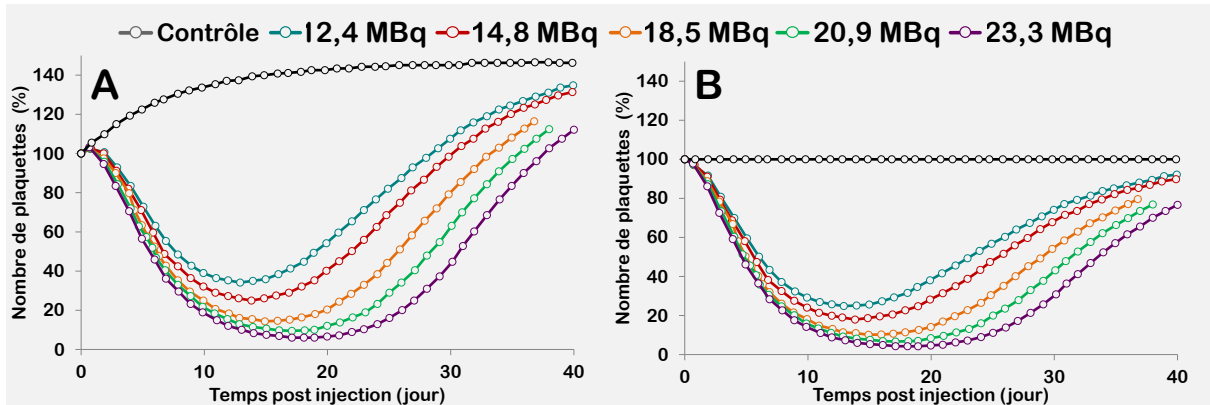 Contrôle 12,4 MBq 14,8 MBq 18,5 MBq 20,9 MBq 23,3 MBq
A
Nombre de plaquettes (%)
140
120
100
80
60
40
20
0
0 10 20 30 40
Temps post injection (jour)
B
Nombre de plaquettes (%)
140
120
100
80
60
40
20
0
0 10 20 30 40
Temps post injection (jour)